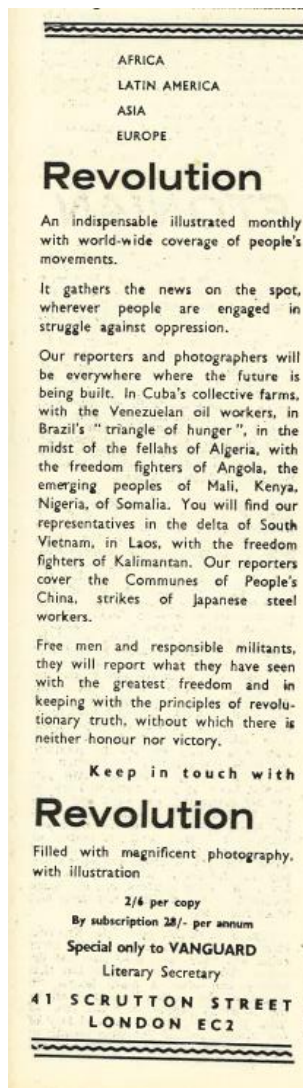 AFRICA
LATIN AMERICA
ASIA
EUROPE
Revolution
An indispensable illustrated monthly
with world-wide coverage of people's
movements.
It gathers the news on the spot,
wherever people are engaged in
struggle against oppression.
Our reporters and photographers will
be everywhere where the future is
being built. In Cuba's collective farms,
with the Venezuelan oil workers, in
Brazil's "triangle of hunger", in the
midst of the fellahs of Algeria, with
the freedom fighters of Angola, the
emerging peoples of Mali, Kenya,
Nigeria, of Somalia. You will find our
representatives in the delta of South
Vietnam, in Laos, with the freedom
fighters of Kalimantan. Our reporters
cover the Communes of People's
China, strikes of Japanese steel
workers.
Free men and responsible militants,
they will report what they have seen
with the greatest freedom and in
keeping with the principles of revolu-
tionary truth, without which there is
neither honour nor victory.
Keep in touch with
Revolution
Filled with magnificent photography,
with illustration
2/6 per copy
By subscription 28/- per annum
Special only to VANGUARD
Literary Secretary
41 SCRUTTON STREET
LONDON EC2